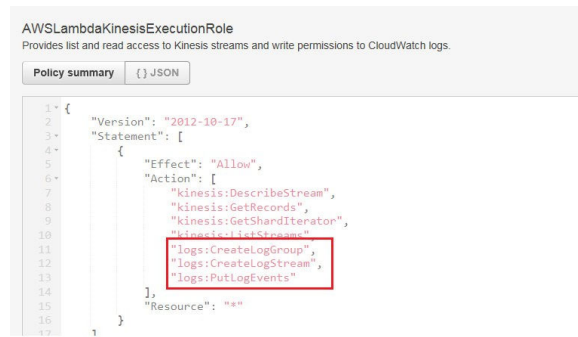 AWSLambdaKinesisExecutionRole
Provides list and read access to Kinesis streams and write permissions to CloudWatch logs.
Policy summary { } JSON
1 {
2 "Version": "2012-10-17",
3 "Statement": [
4 {
5 "Effect": "Allow",
6 "Action": [
7 "kinesis:DescribeStream",
8 "kinesis:GetRecords",
9 "kinesis:GetShardIterator",
10 "kinesis:ListStreams",
11 "logs:CreateLogGroup",
12 "logs:CreateLogStream",
13 "logs:PutLogEvents"
14 ],
15 "Resource": "*"
16 }
17 ]